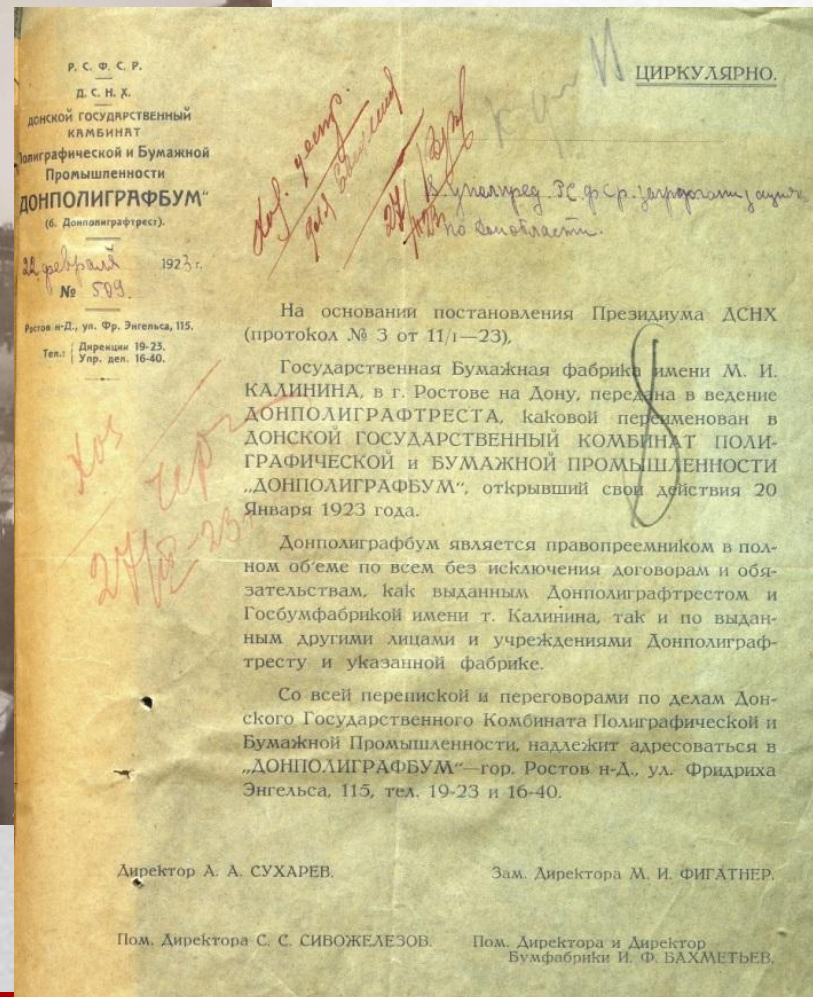 Р. С. Ф. С. Р.
Д. С. Н. Х.
ДОНСКОЙ ГОСУДАРСТВЕННЫЙ
КАМБИНАТ
Полиграфической и Бумажной
Промышленности
ДОНПОЛИГРАФБУМ"
(б. Донполиграфтрест).
22 февраля 1923 г.
№ 509.
Ростов н-Д., ул. Фр. Энгельса, 115.
Тел.: Дирекции 19-23.
Упр. дел. 16-40.
ЦИРКУЛЯРНО.
по Донобласти.
На основании постановления Президиума ДСНХ
(протокол № 3 от 11/1—23),
Государственная Бумажная фабрика имени М. И.
КАЛИНИНА, в г. Ростове на Дону, передана в ведение
ДОНПОЛИГРАФТРЕСТА, каковой переименован в
ДОНСКОЙ ГОСУДАРСТВЕННЫЙ КОМБИНАТ ПОЛИ-
ГРАФИЧЕСКОЙ и БУМАЖНОЙ ПРОМЫШЛЕННОСТИ
„ДОНПОЛИГРАФБУМ", открывший свои действия 20
Января 1923 года.
Донполиграфбум является правопреемником в пол-
ном об'еме по всем без исключения договорам и обя-
зательствам, как выданным Донполиграфтрестом и
Госбумфабрикой имени т. Калинина, так и по выдан-
ным другими лицами и учреждениями Донполиграф-
тресту и указанной фабрике.
Со всей перепиской и переговорами по делам Дон-
ского Государственного Комбината Полиграфической и
Бумажной Промышленности, надлежит адресоваться в
„ДОНПОЛИГРАФБУМ"—гор. Ростов н-Д., ул. Фридриха
Энгельса, 115, тел. 19-23 и 16-40.
Директор А. А. СУХАРЕВ.
Зам. Директора М. И. ФИГАТНЕР.
Пом. Директора С. С. СИВОЖЕЛЕЗОВ.
Пом. Директора и Директор
Бумфабрики И. Ф. БАХМЕТЬЕВ.